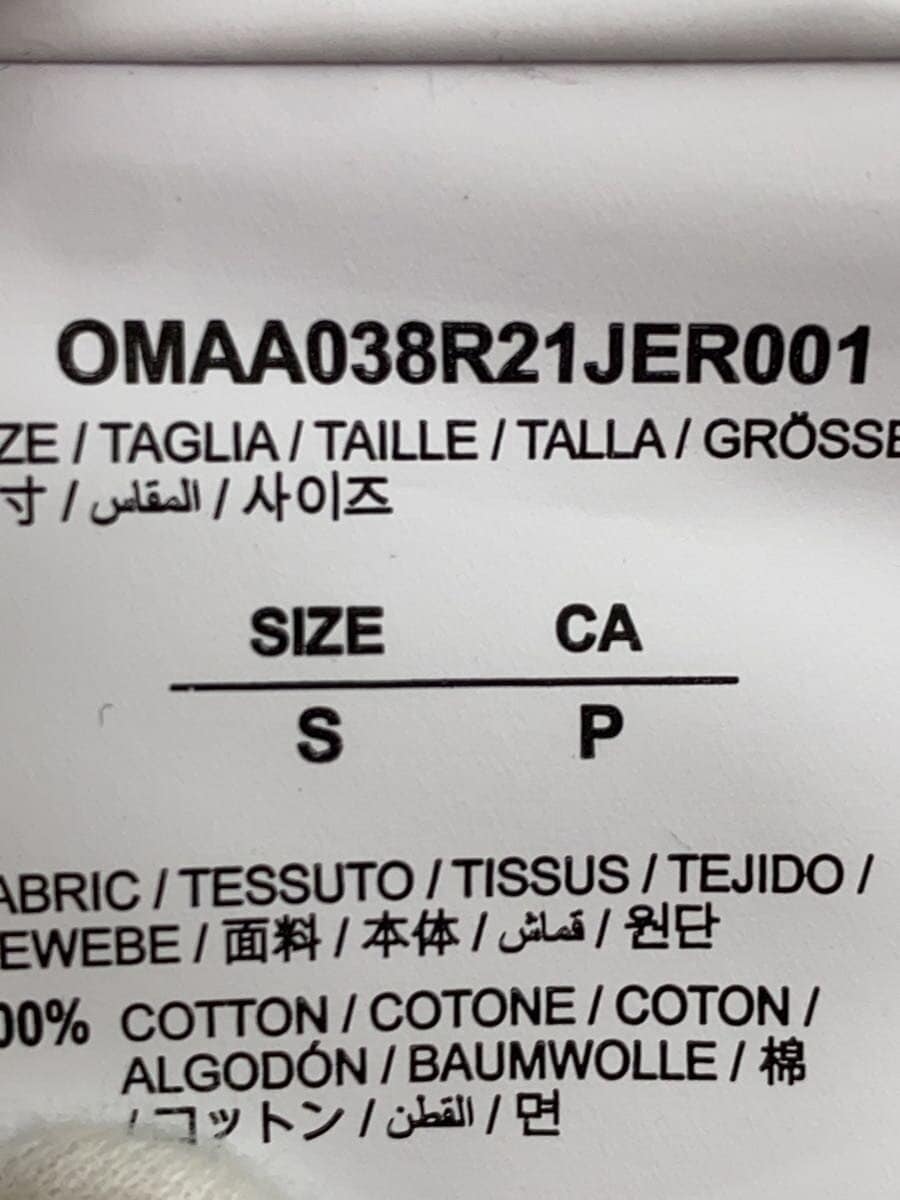 OMAA038R21JER001
ZE / TAGLIA / TAILLE / TALLA / GRÖSSE
寸 / المقاس / 사이즈
SIZE CA
S P
ABRIC / TESSUTO / TISSUS / TEJIDO /
EWEBE / 面料 / 本体 / قماش / 원단
00% COTTON / COTONE / COTON /
ALGODÓN / BAUMWOLLE / 棉
/ コットン / القطن / 면